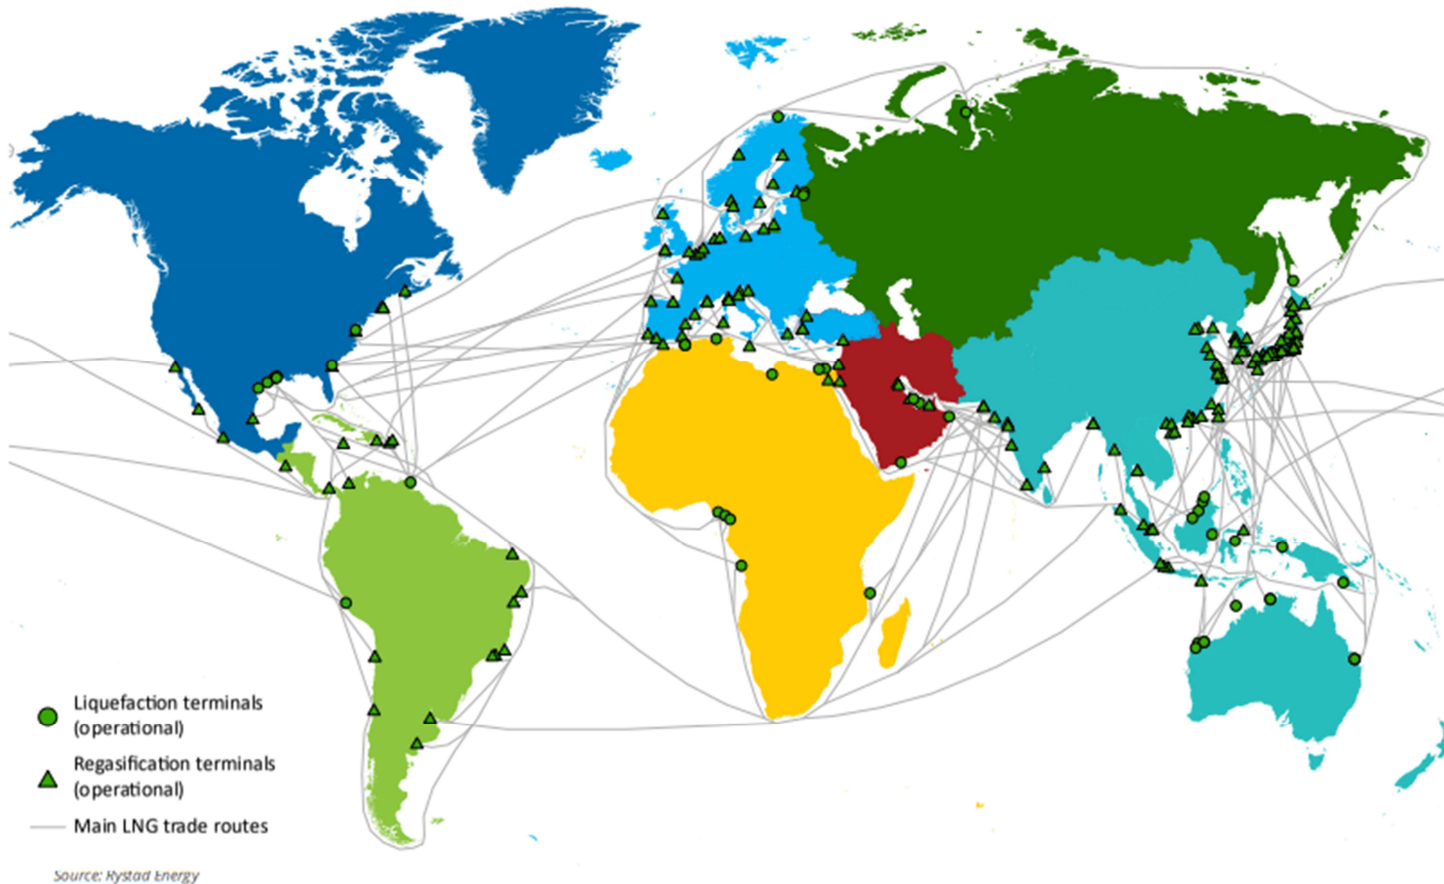 Liquefaction terminals
(operational)
Regasification terminals
(operational)
Main LNG trade routes
Source: Rystad Energy